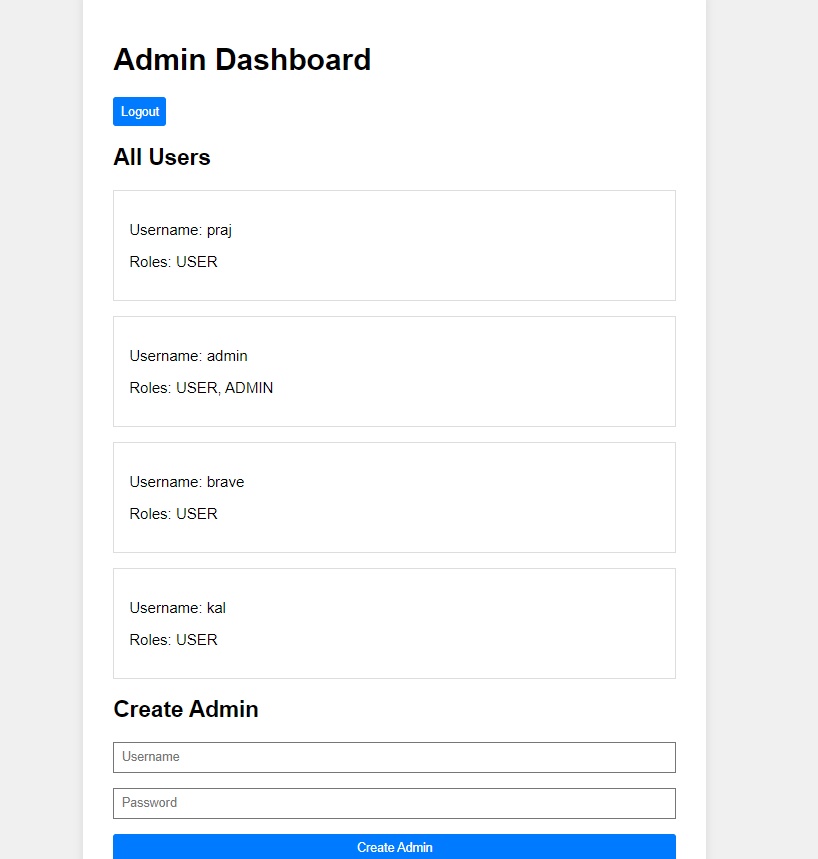 Admin Dashboard
Logout
All Users
Username: praj
Roles: USER
Username: admin
Roles: USER, ADMIN
Username: brave
Roles: USER
Username: kal
Roles: USER
Create Admin
Username
Password
Create Admin